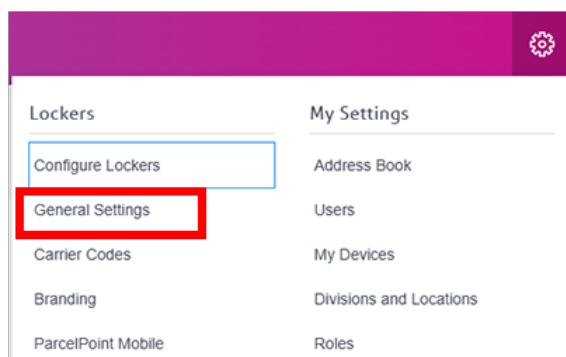 Lockers
Configure Lockers
General Settings
Carrier Codes
Branding
ParcelPoint Mobile
My Settings
Address Book
Users
My Devices
Divisions and Locations
Roles